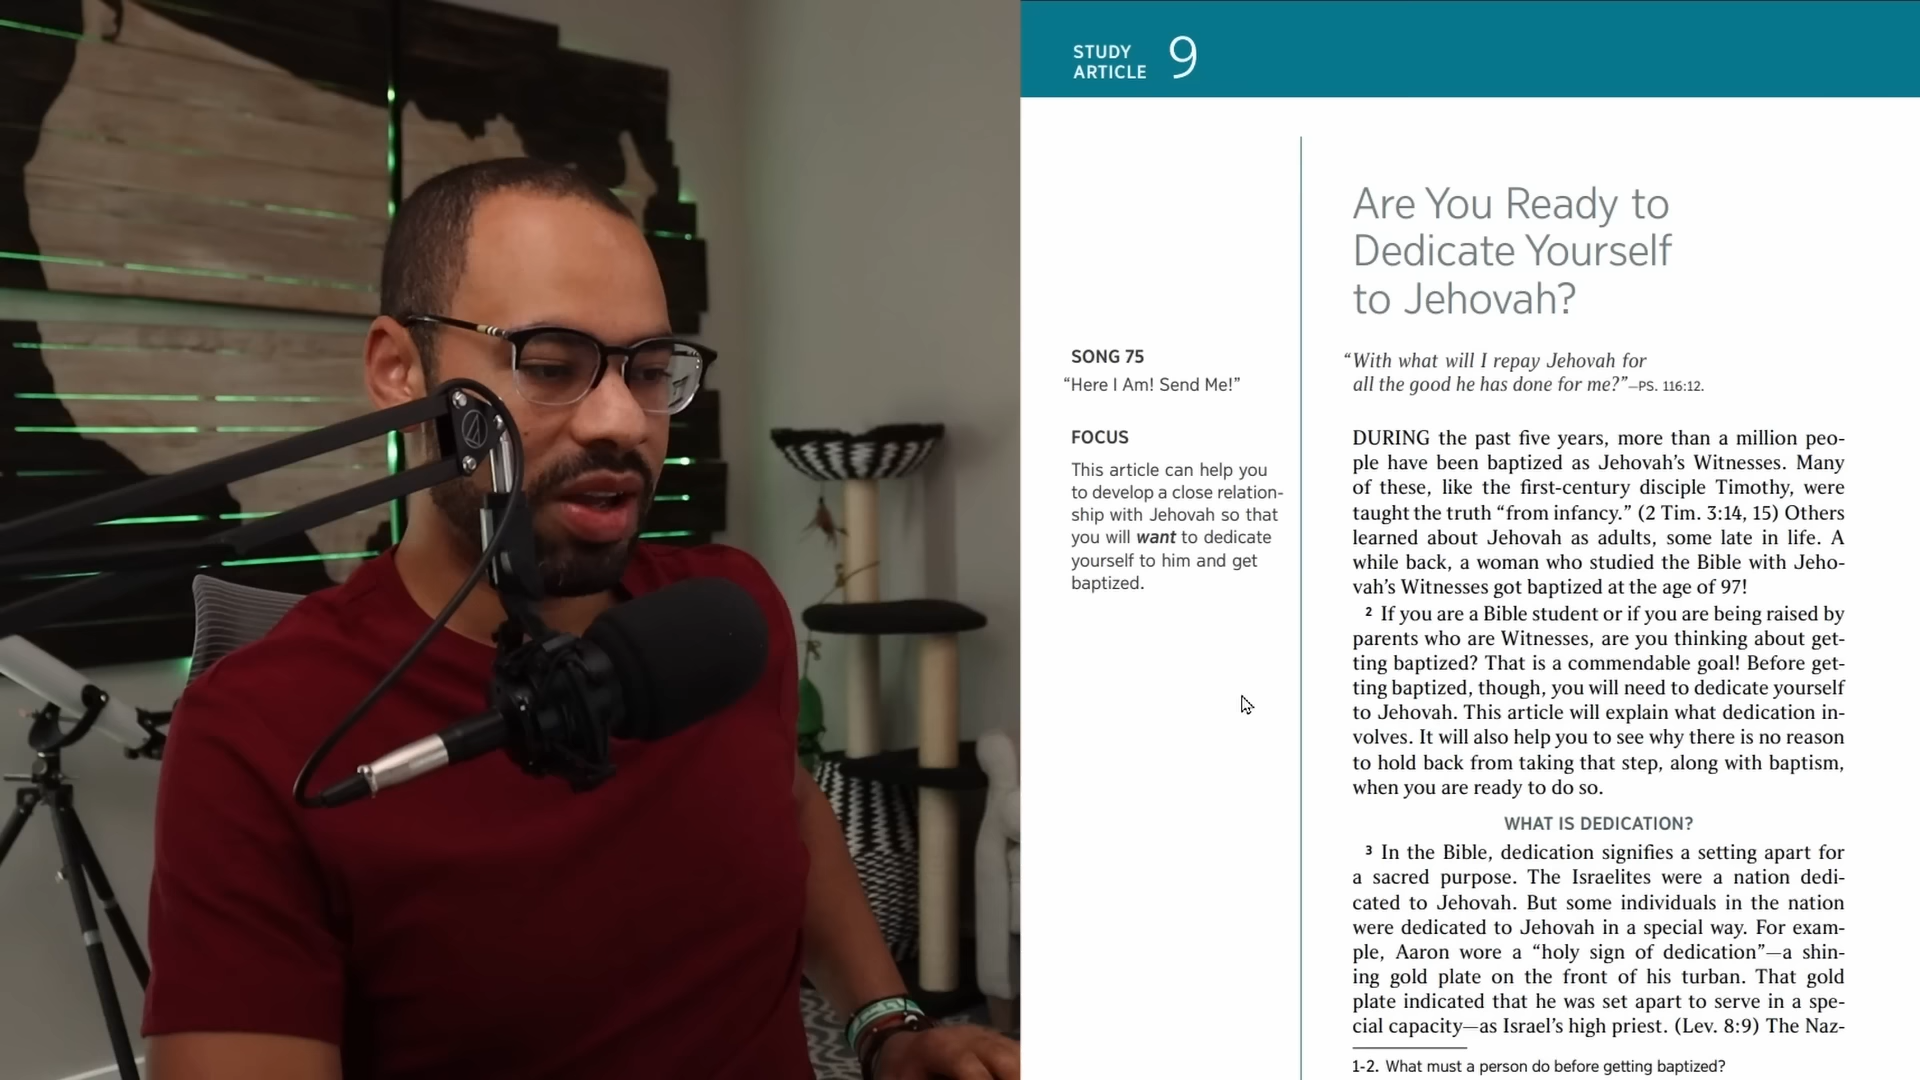 STUDY
ARTICLE 9
Are You Ready to
Dedicate Yourself
to Jehovah?
SONG 75
“Here I Am! Send Me!”
FOCUS
This article can help you
to develop a close relation-
ship with Jehovah so that
you will want to dedicate
yourself to him and get
baptized.
“With what will I repay Jehovah for
all the good he has done for me?”—PS. 116:12.
DURING the past five years, more than a million peo-
ple have been baptized as Jehovah’s Witnesses. Many
of these, like the first-century disciple Timothy, were
taught the truth “from infancy.” (2 Tim. 3:14, 15) Others
learned about Jehovah as adults, some late in life. A
while back, a woman who studied the Bible with Jeho-
vah’s Witnesses got baptized at the age of 97!
2 If you are a Bible student or if you are being raised by
parents who are Witnesses, are you thinking about get-
ting baptized? That is a commendable goal! Before get-
ting baptized, though, you will need to dedicate yourself
to Jehovah. This article will explain what dedication in-
volves. It will also help you to see why there is no reason
to hold back from taking that step, along with baptism,
when you are ready to do so.
WHAT IS DEDICATION?
3 In the Bible, dedication signifies a setting apart for
a sacred purpose. The Israelites were a nation dedi-
cated to Jehovah. But some individuals in the nation
were dedicated to Jehovah in a special way. For exam-
ple, Aaron wore a “holy sign of dedication”—a shin-
ing gold plate on the front of his turban. That gold
plate indicated that he was set apart to serve in a spe-
cial capacity—as Israel’s high priest. (Lev. 8:9) The Naz-
1-2. What must a person do before getting baptized?